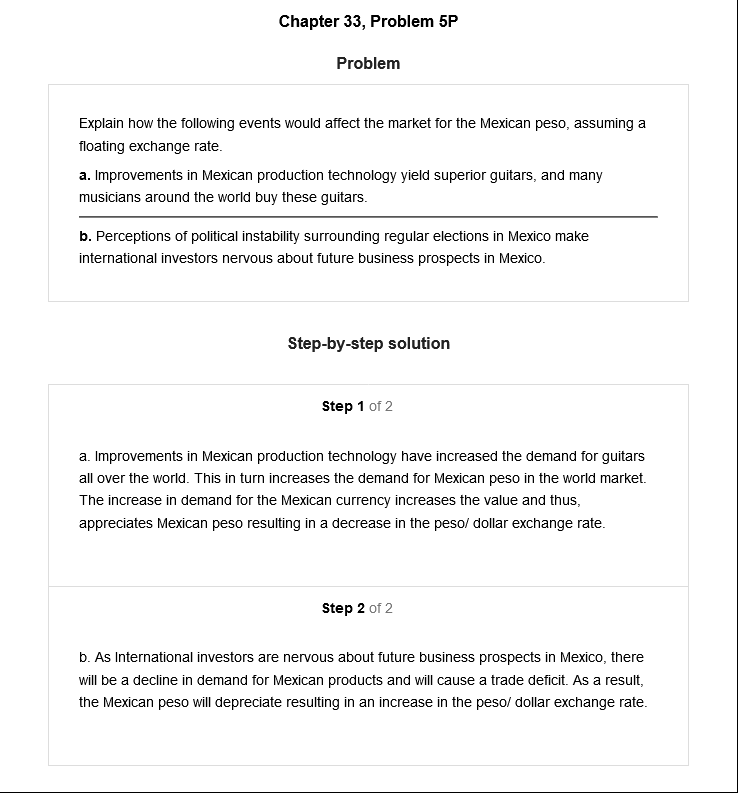 Chapter 33, Problem 5P
Problem
Explain how the following events would affect the market for the Mexican peso, assuming a
floating exchange rate.
a. Improvements in Mexican production technology yield superior guitars, and many
musicians around the world buy these guitars.
b. Perceptions of political instability surrounding regular elections in Mexico make
international investors nervous about future business prospects in Mexico.
Step-by-step solution
Step 1 of 2
a. Improvements in Mexican production technology have increased the demand for guitars
all over the world. This in turn increases the demand for Mexican peso in the world market.
The increase in demand for the Mexican currency increases the value and thus,
appreciates Mexican peso resulting in a decrease in the peso/ dollar exchange rate.
Step 2 of 2
b. As International investors are nervous about future business prospects in Mexico, there
will be a decline in demand for Mexican products and will cause a trade deficit. As a result,
the Mexican peso will depreciate resulting in an increase in the peso/ dollar exchange rate.